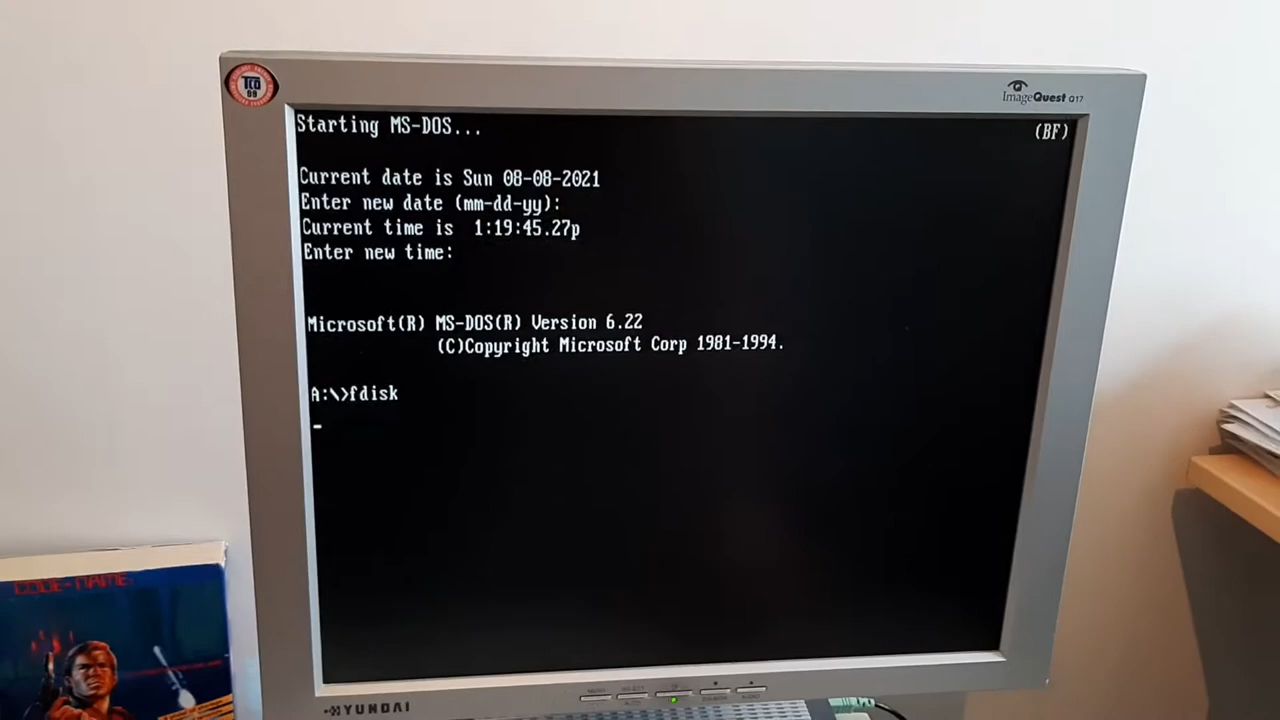 TCO
99
ImageQuest Q17
Starting MS-DOS...
(BF)
Current date is Sun 08-08-2021
Enter new date (mm-dd-yy):
Current time is  1:19:45.27p
Enter new time:
Microsoft(R) MS-DOS(R) Version 6.22
(C)Copyright Microsoft Corp 1981-1994.
A:\>fdisk
CODE-NAME:
HYUNDAI